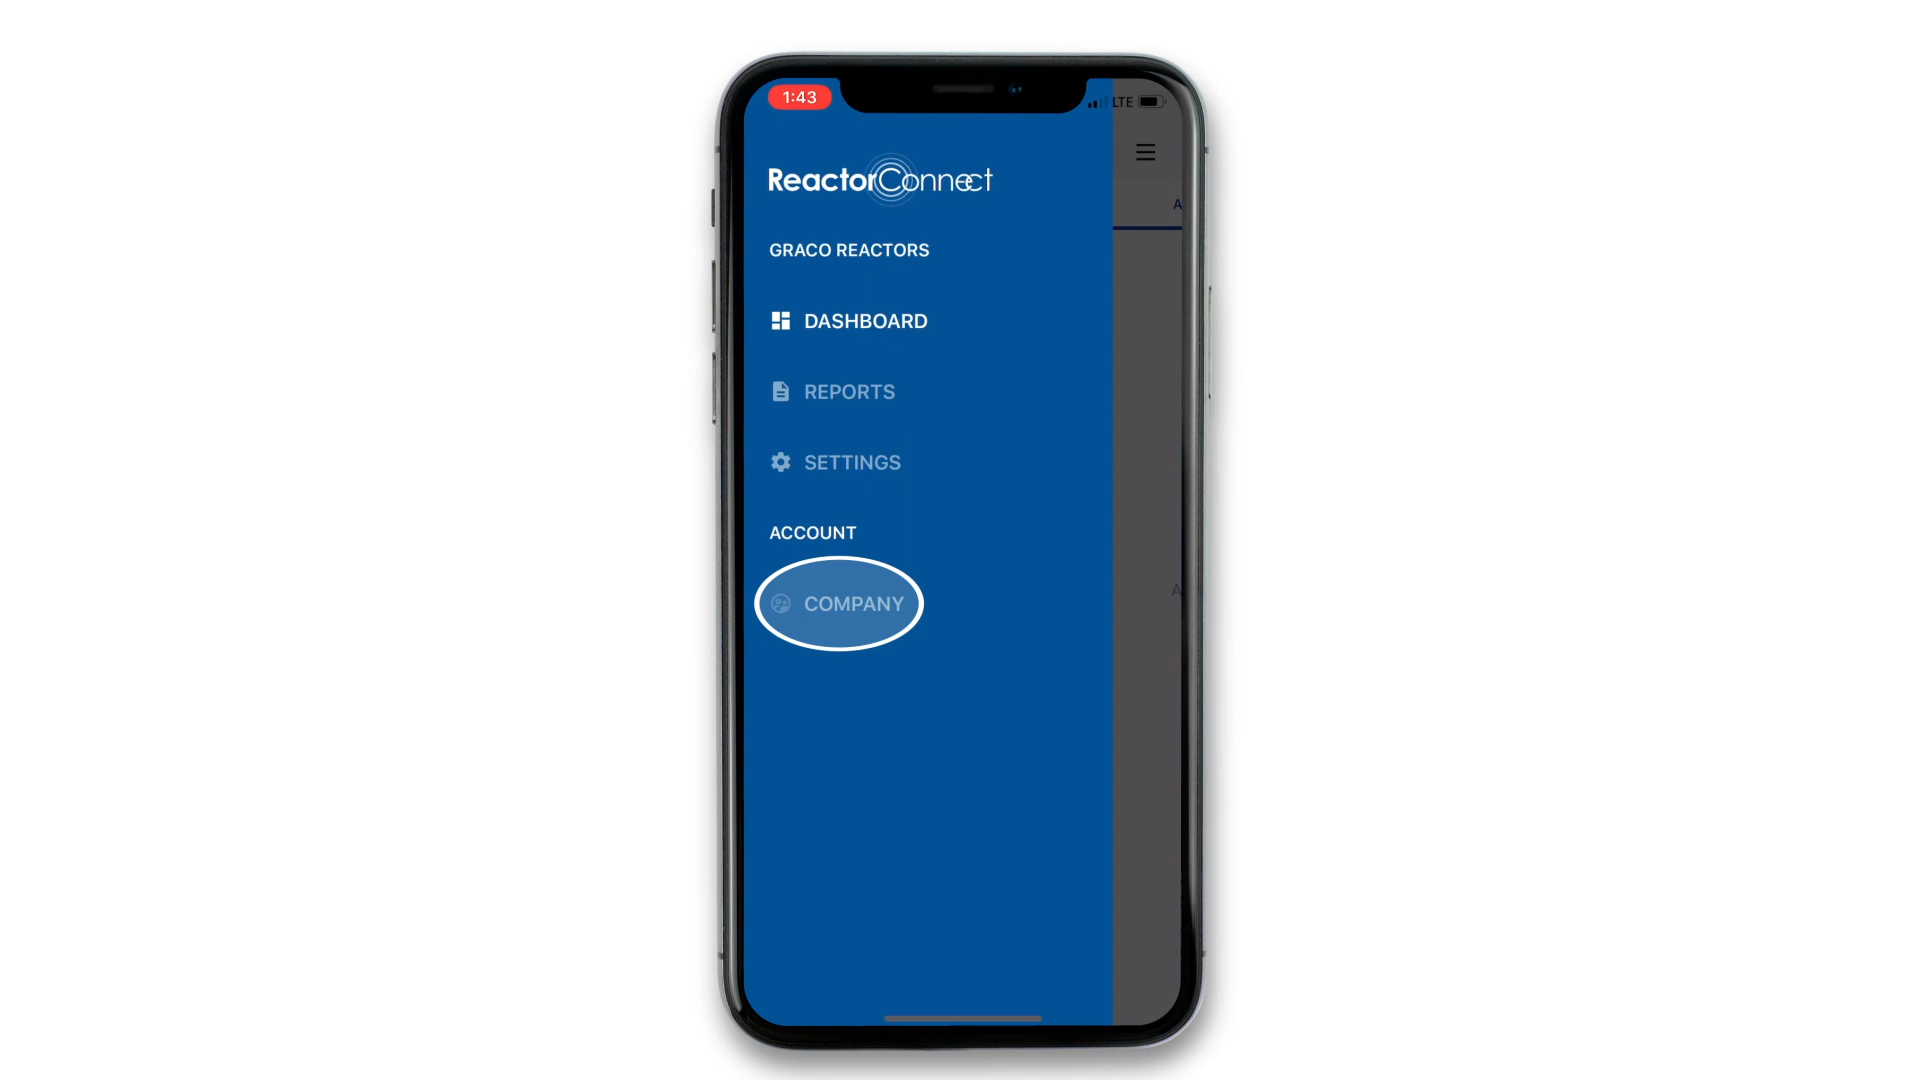 1:43
LTE
ReactorConnect
A
GRACO REACTORS
DASHBOARD
REPORTS
SETTINGS
ACCOUNT
A
COMPANY